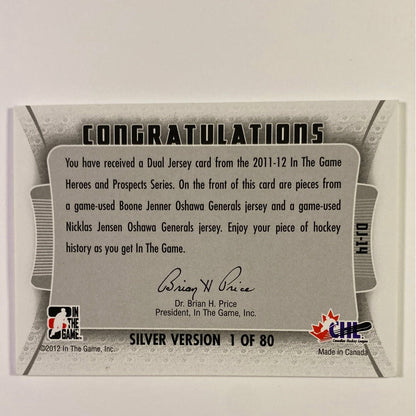 CONGRATULATIONS
You have received a Dual Jersey card from the 2011-12 In The Game
Heroes and Prospects Series. On the front of this card are pieces from
a game-used Boone Jenner Oshawa Generals jersey and a game-used
Nicklas Jensen Oshawa Generals jersey. Enjoy your piece of hockey
history as you get In The Game.
DJ-14
Brian H Price
Dr. Brian H. Price
President, In The Game, Inc.
IN
THE
GAME
©2012 In The Game, Inc.
SILVER VERSION 1 OF 80
CHL
Canadian Hockey League
Made in Canada